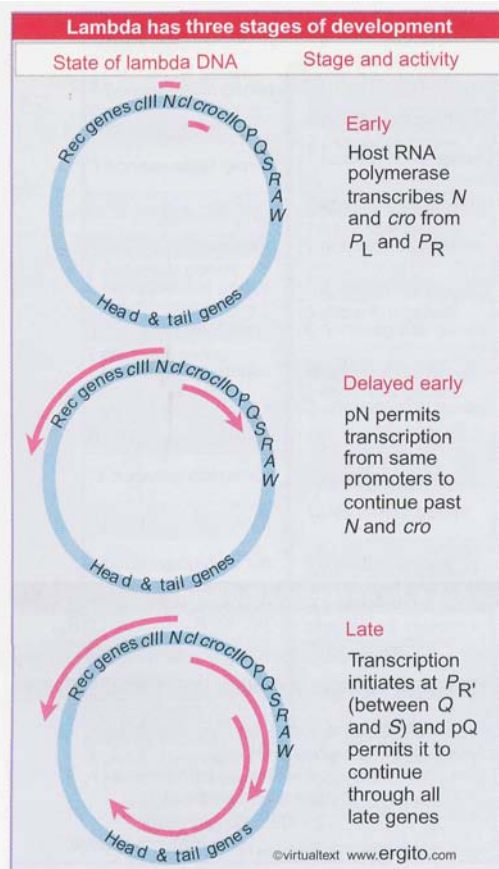 Lambda has three stages of development
State of lambda DNA
Stage and activity
Rec genes cIII N cI cro cII O P Q S R A W
Head & tail genes
Early
Host RNA
polymerase
transcribes N
and cro from
PL and PR
Rec genes cIII N cI cro cII O P Q S R A W
Head & tail genes
Delayed early
pN permits
transcription
from same
promoters to
continue past
N and cro
Rec genes cIII N cI cro cII O P Q S R A W
Head & tail genes
Late
Transcription
initiates at PR'
(between Q
and S) and pQ
permits it to
continue
through all
late genes
©virtualtext www.ergito.com